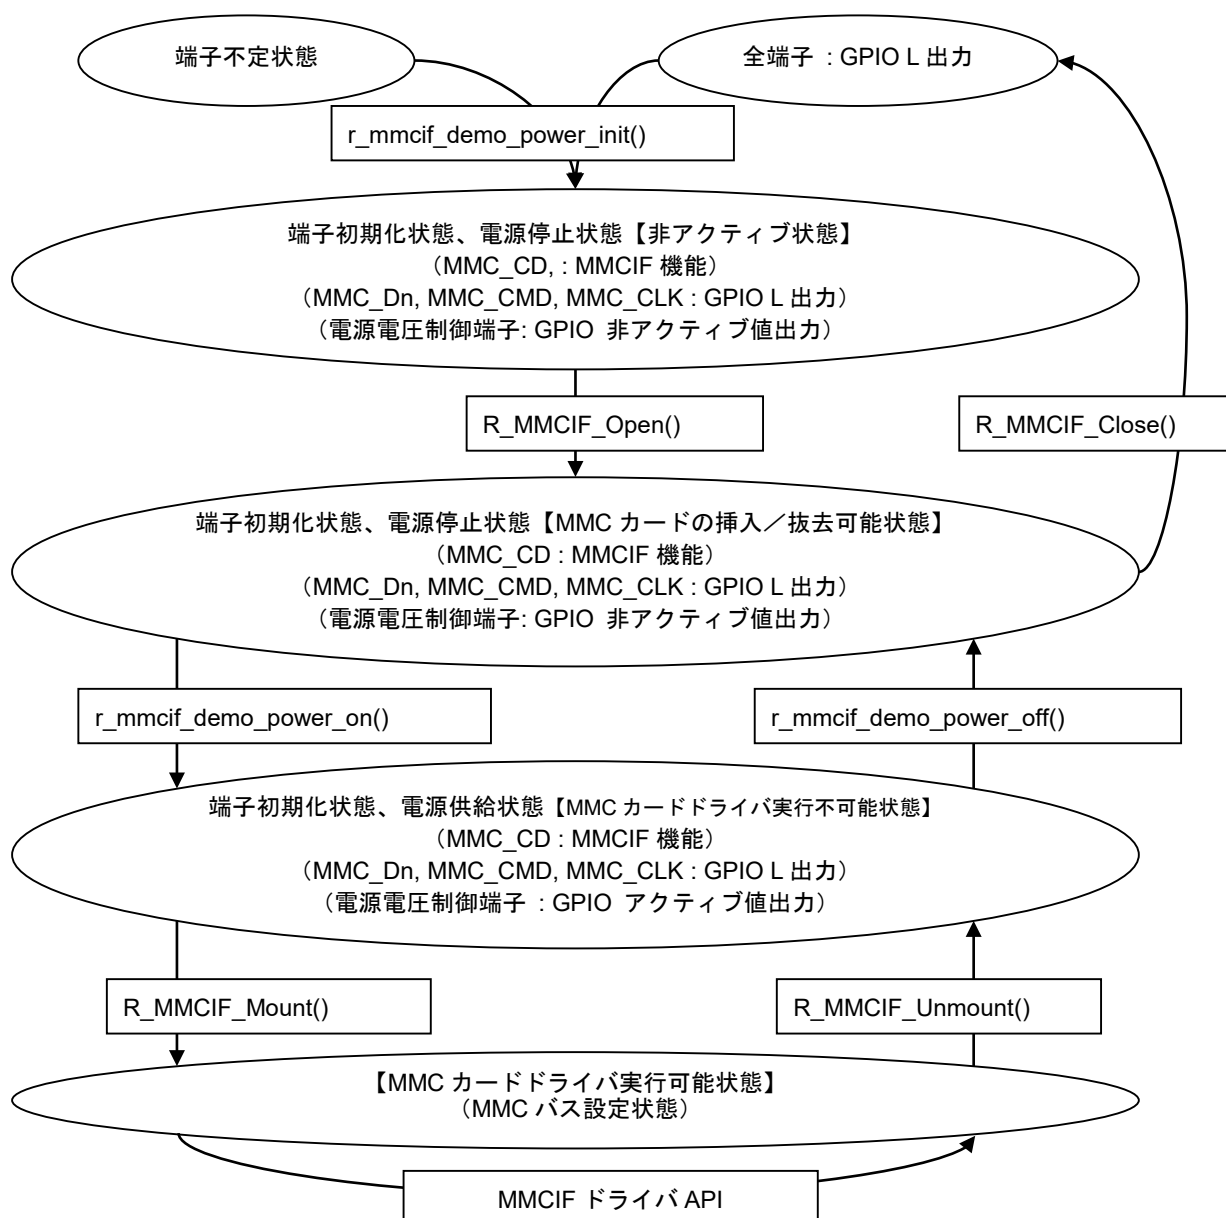 端子不定状態
全端子 : GPIO L 出力
r_mmcif_demo_power_init()
端子初期化状態、電源停止状態【非アクティブ状態】
（MMC_CD, : MMCIF 機能）
（MMC_Dn, MMC_CMD, MMC_CLK : GPIO L 出力）
（電源電圧制御端子: GPIO 非アクティブ値出力）
R_MMCIF_Open()
R_MMCIF_Close()
端子初期化状態、電源停止状態【MMC カードの挿入／抜去可能状態】
（MMC_CD : MMCIF 機能）
（MMC_Dn, MMC_CMD, MMC_CLK : GPIO L 出力）
（電源電圧制御端子: GPIO 非アクティブ値出力）
r_mmcif_demo_power_on()
r_mmcif_demo_power_off()
端子初期化状態、電源供給状態【MMC カードドライバ実行不可能状態】
（MMC_CD : MMCIF 機能）
（MMC_Dn, MMC_CMD, MMC_CLK : GPIO L 出力）
（電源電圧制御端子 : GPIO アクティブ値出力）
R_MMCIF_Mount()
R_MMCIF_Unmount()
【MMC カードドライバ実行可能状態】
（MMC バス設定状態）
MMCIF ドライバ API